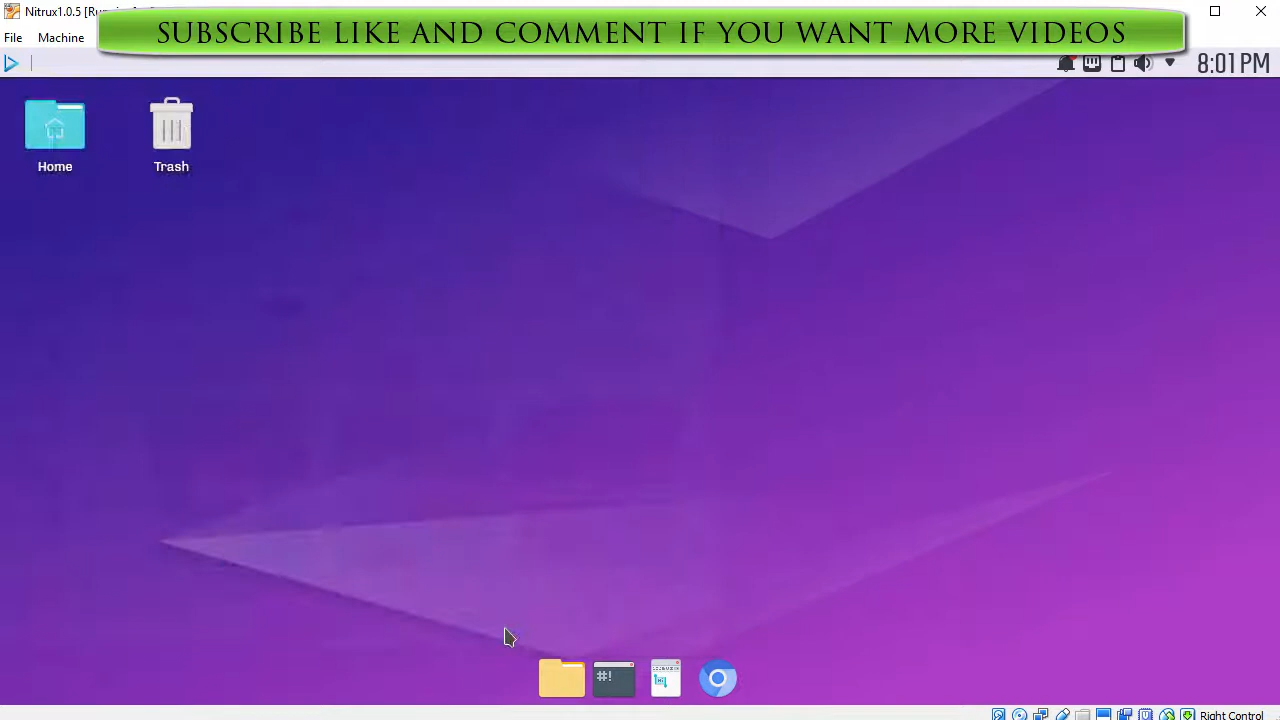 Nitrux1.0.5 [Ru
SUBSCRIBE LIKE AND COMMENT IF YOU WANT MORE VIDEOS
File Machine
8:01 PM
Home
Trash
#!
Right Control